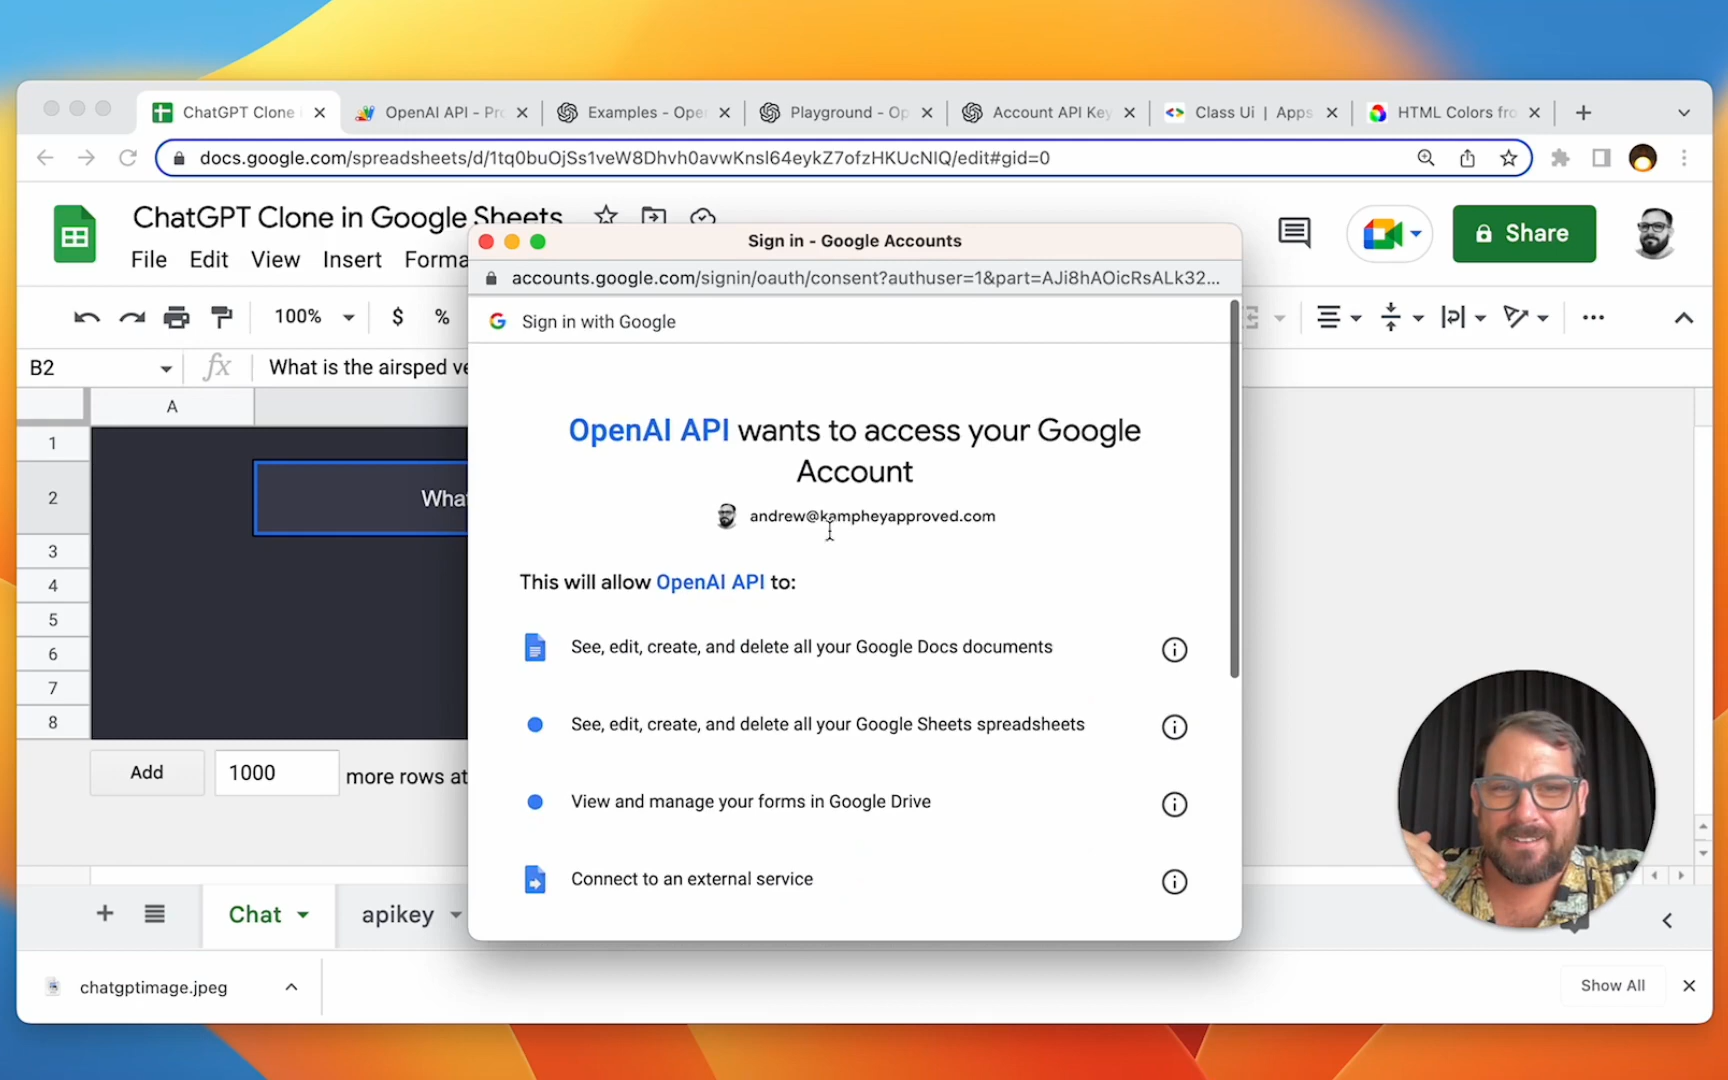 ChatGPT Clone
OpenAI API - Pr
Examples - Ope
Playground - Op
Account API Key
Class Ui | Apps
HTML Colors fro
docs.google.com/spreadsheets/d/1tq0buOjSs1veW8Dhvh0avwKnsl64eykZ7ofzHKUcNIQ/edit#gid=0
ChatGPT Clone in Google Sheets
File Edit View Insert Forma
Share
100% $ %
B2 fx What is the airsped ve
A
1
2 What
3
4
5
6
7
8
Add 1000 more rows at
Chat apikey
chatgptimage.jpeg
Show All
Sign in - Google Accounts
accounts.google.com/signin/oauth/consent?authuser=1&part=AJi8hAOicRsALk32...
G Sign in with Google
OpenAI API wants to access your Google
Account
andrew@kampheyapproved.com
This will allow OpenAI API to:
See, edit, create, and delete all your Google Docs documents
See, edit, create, and delete all your Google Sheets spreadsheets
View and manage your forms in Google Drive
Connect to an external service